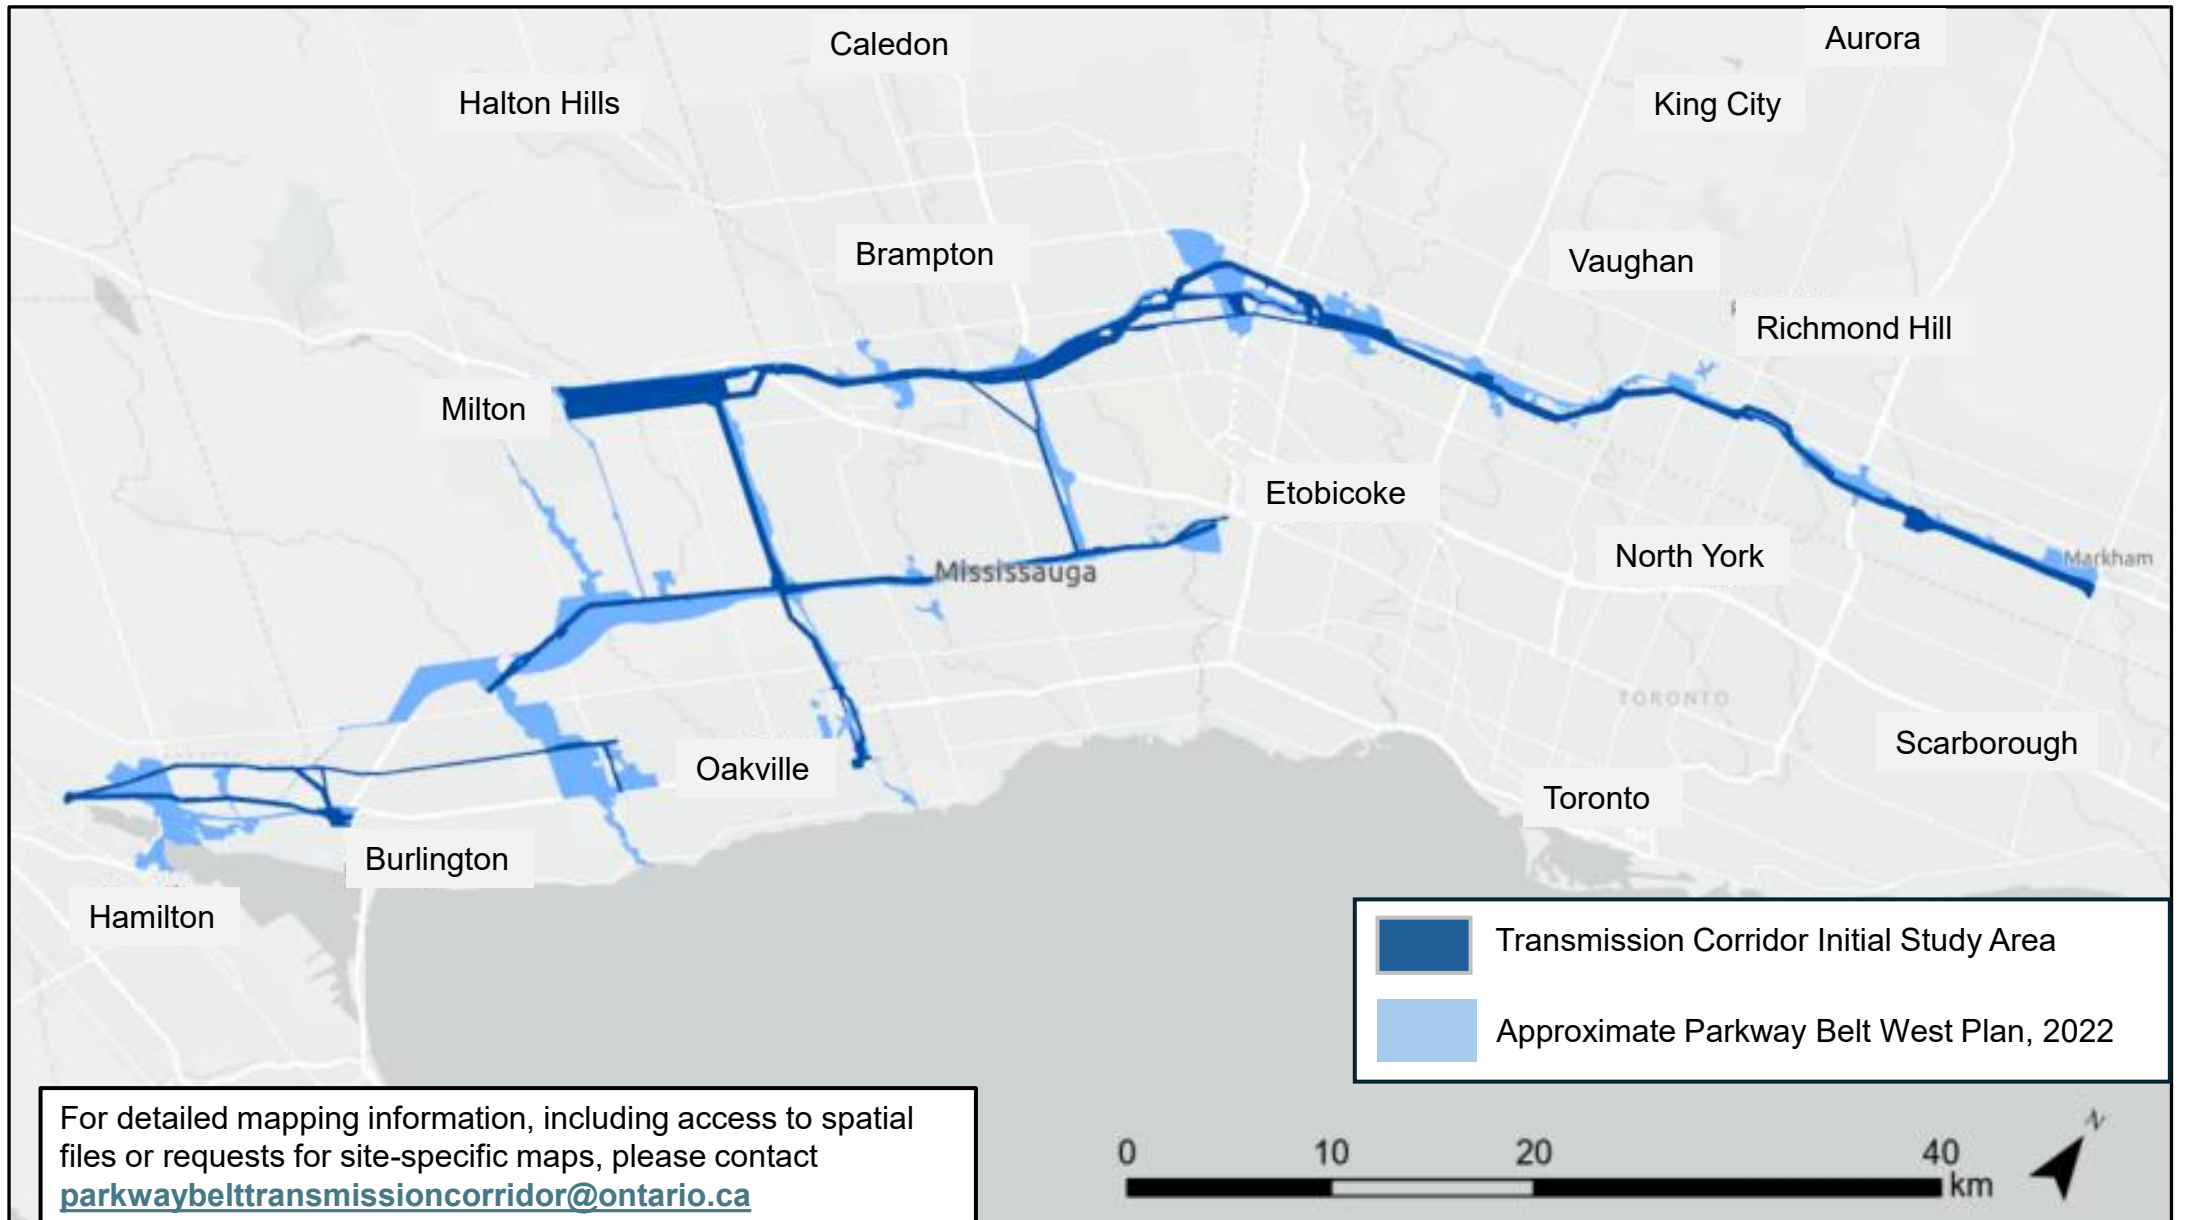 Caledon
Aurora
Halton Hills
King City
Brampton
Vaughan
Richmond Hill
Milton
Etobicoke
North York
Markham
Mississauga
TORONTO
Scarborough
Oakville
Toronto
Burlington
Hamilton
Transmission Corridor Initial Study Area
Approximate Parkway Belt West Plan, 2022
For detailed mapping information, including access to spatial
files or requests for site-specific maps, please contact
parkwaybelttransmissioncorridor@ontario.ca
0 10 20 40
km
N